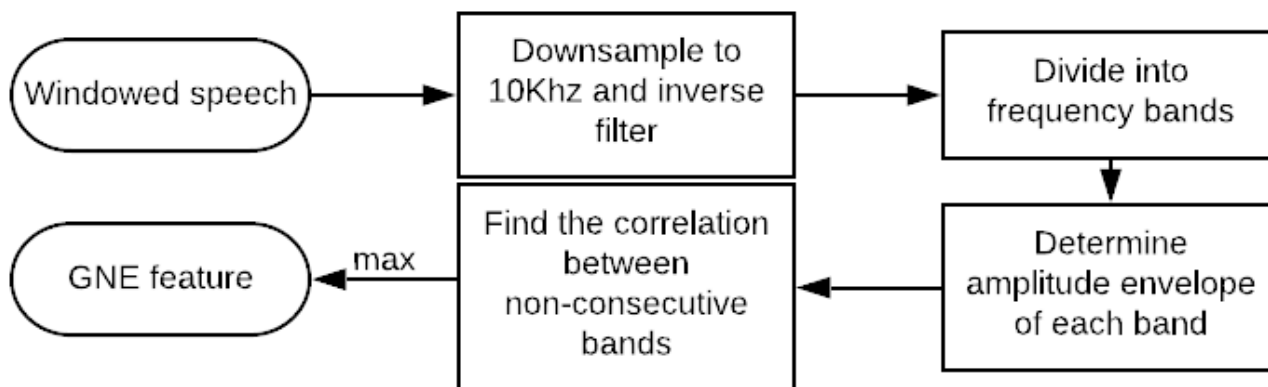 Windowed speech
Downsample to
10Khz and inverse
filter
Divide into
frequency bands
Determine
amplitude envelope
of each band
Find the correlation
between
non-consecutive
bands
max
GNE feature